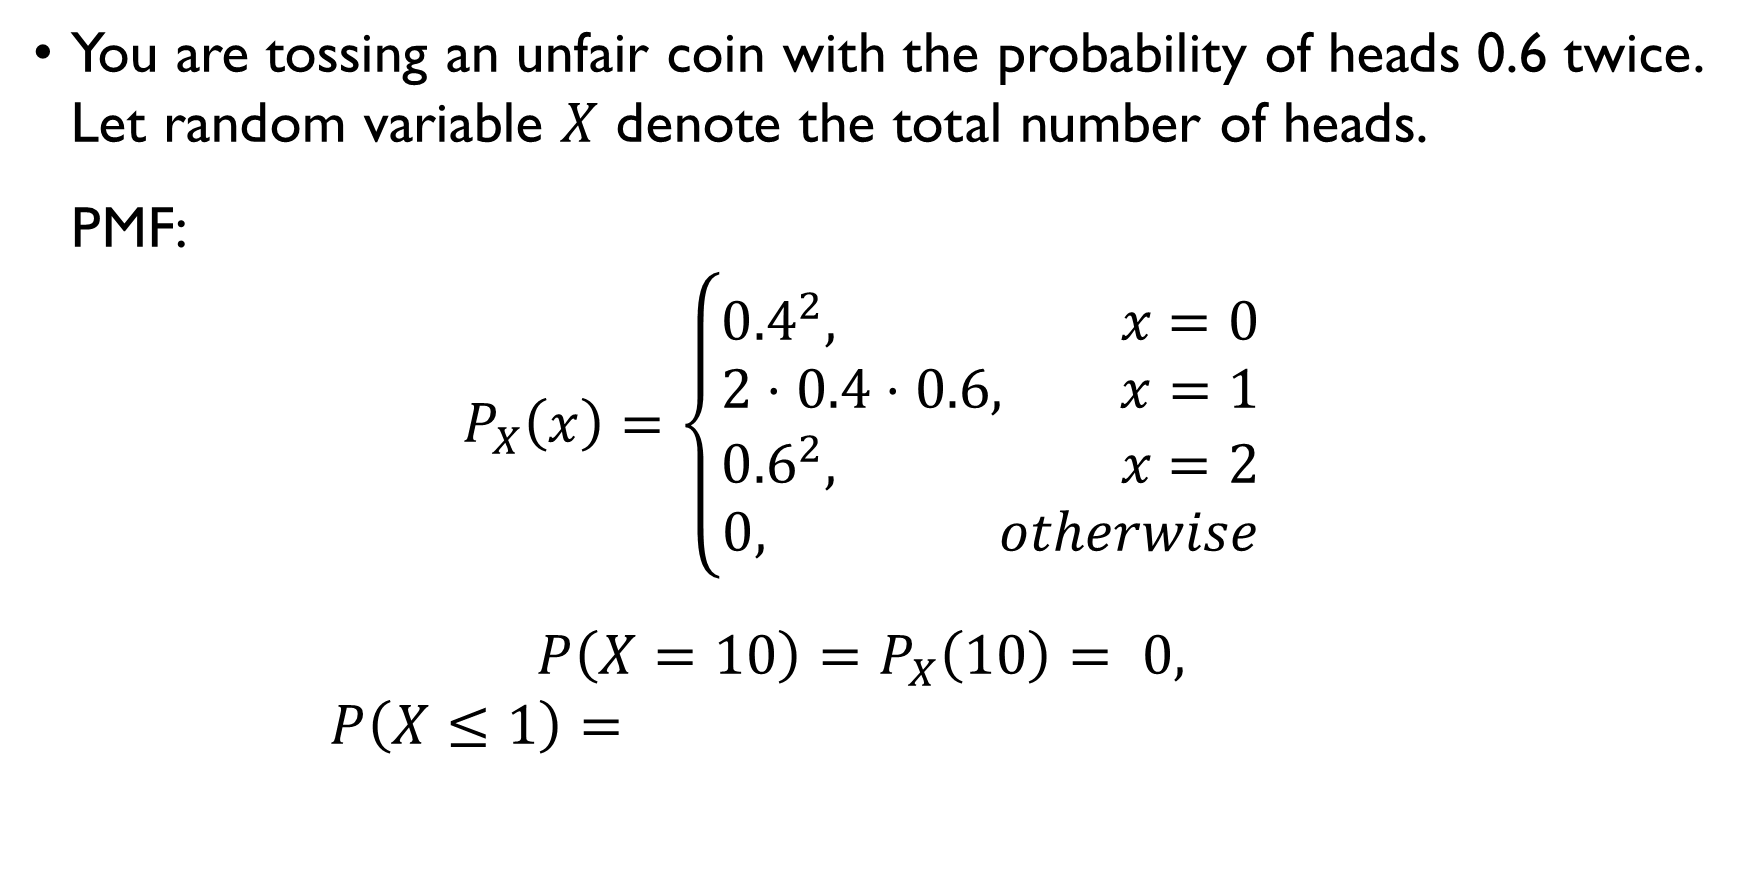 • You are tossing an unfair coin with the probability of heads 0.6 twice.
Let random variable X denote the total number of heads.
PMF:
P_X(x) = {
0.4², x = 0
2 · 0.4 · 0.6, x = 1
0.6², x = 2
0, otherwise
P(X = 10) = P_X(10) = 0,
P(X ≤ 1) =